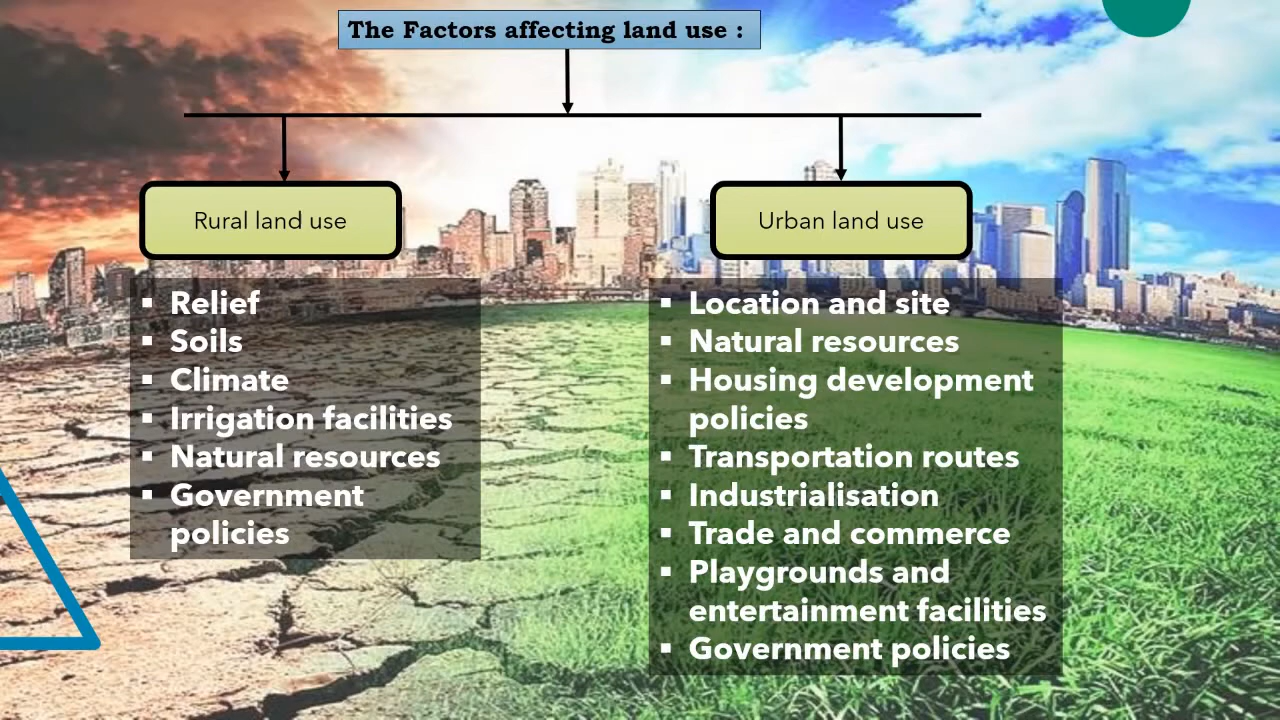 The Factors affecting land use :
Rural land use
▪ Relief
▪ Soils
▪ Climate
▪ Irrigation facilities
▪ Natural resources
▪ Government
policies
Urban land use
▪ Location and site
▪ Natural resources
▪ Housing development
policies
▪ Transportation routes
▪ Industrialisation
▪ Trade and commerce
▪ Playgrounds and
entertainment facilities
▪ Government policies